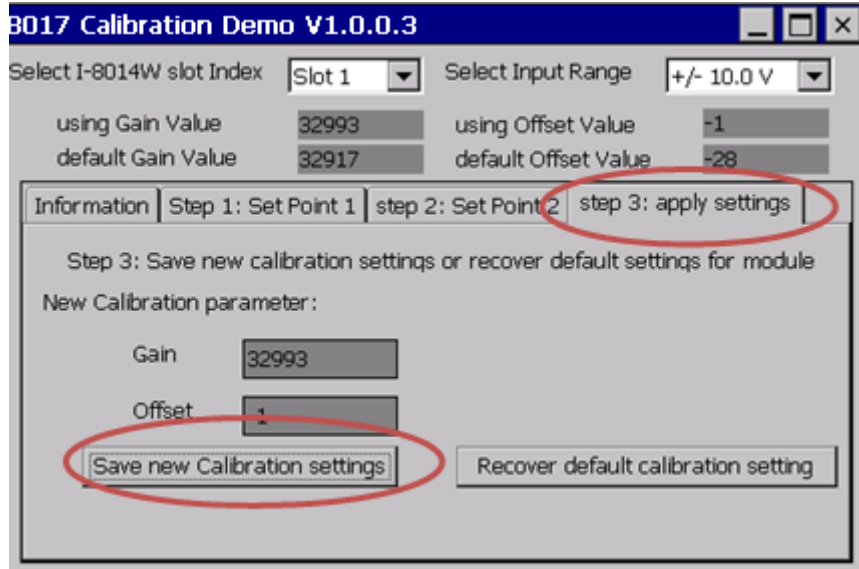 8017 Calibration Demo V1.0.0.3
Select I-8014W slot Index Slot 1 Select Input Range +/- 10.0 V
using Gain Value 32993 using Offset Value -1
default Gain Value 32917 default Offset Value -28
Information Step 1: Set Point 1 step 2: Set Point 2 step 3: apply settings
Step 3: Save new calibration settings or recover default settings for module
New Calibration parameter:
Gain 32993
Offset -1
Save new Calibration settings Recover default calibration setting